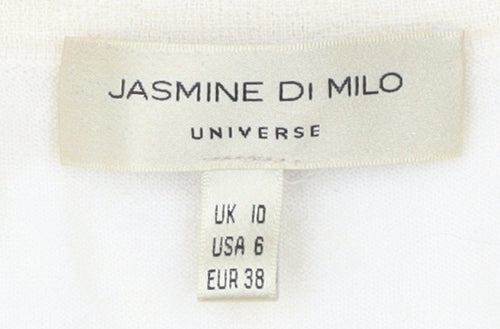 JASMINE DI MILO
UNIVERSE
UK 10
USA 6
EUR 38